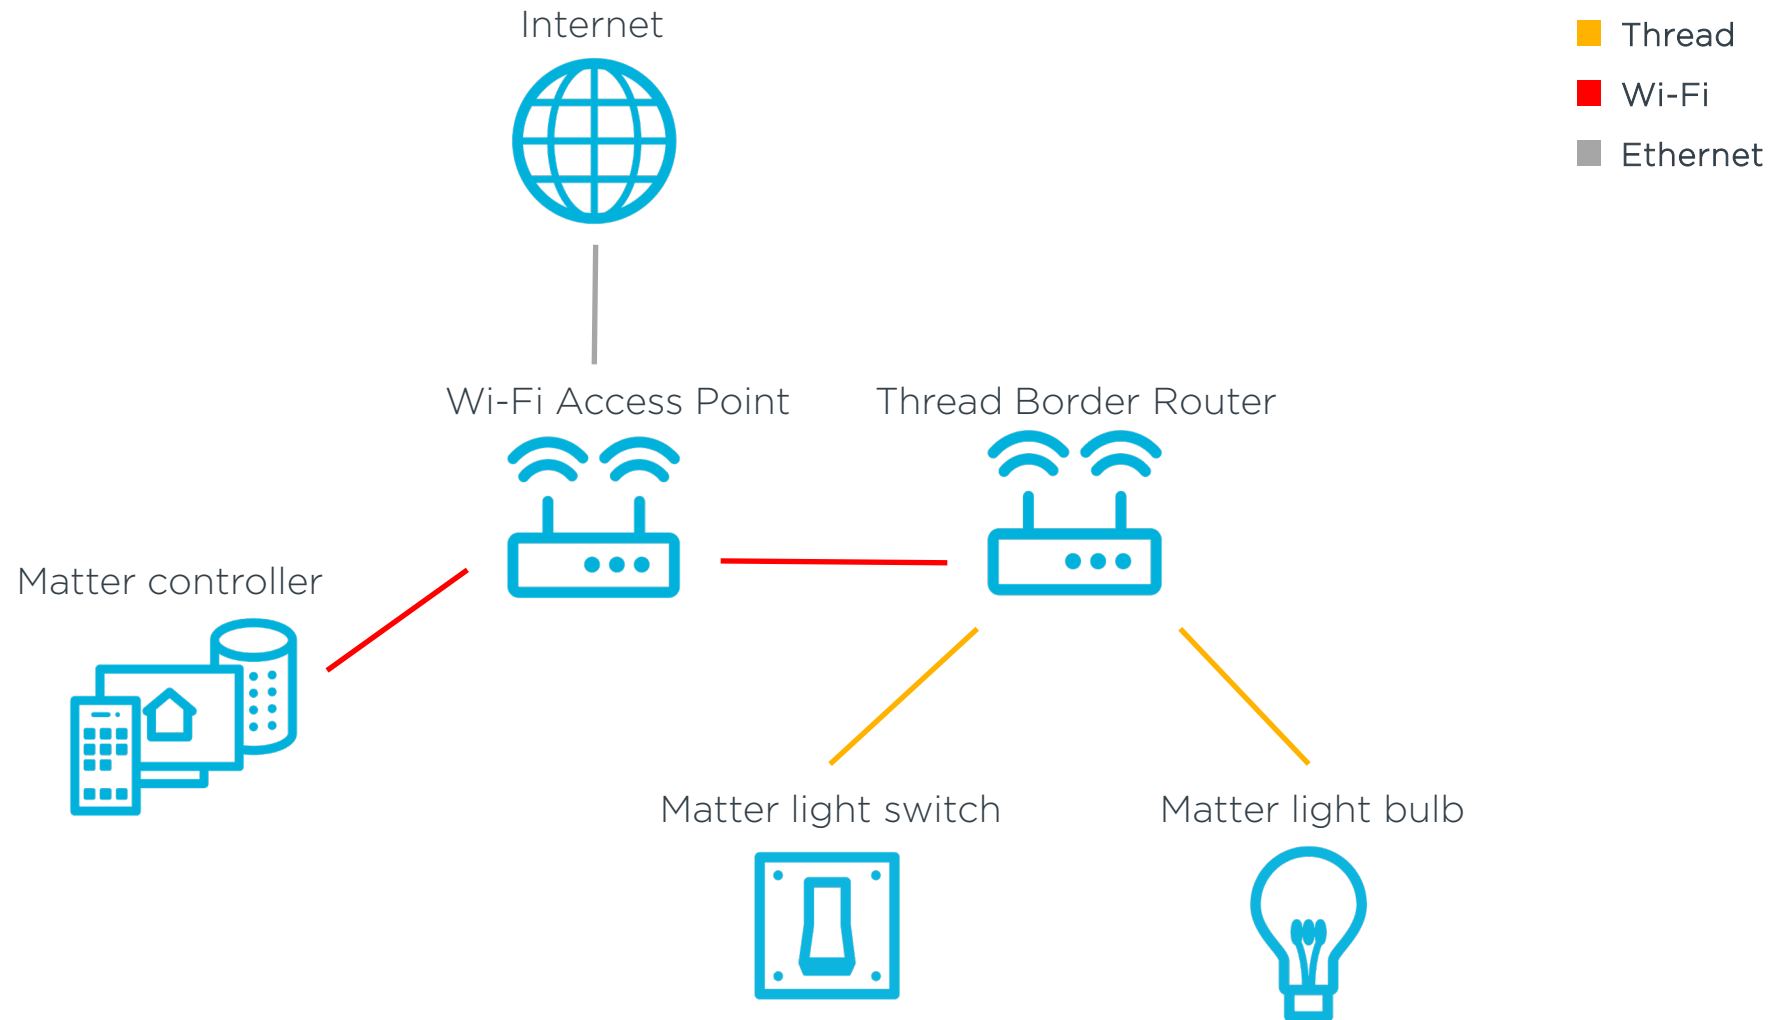 Internet
Thread
Wi-Fi
Ethernet
Wi-Fi Access Point
Thread Border Router
Matter controller
Matter light switch
Matter light bulb